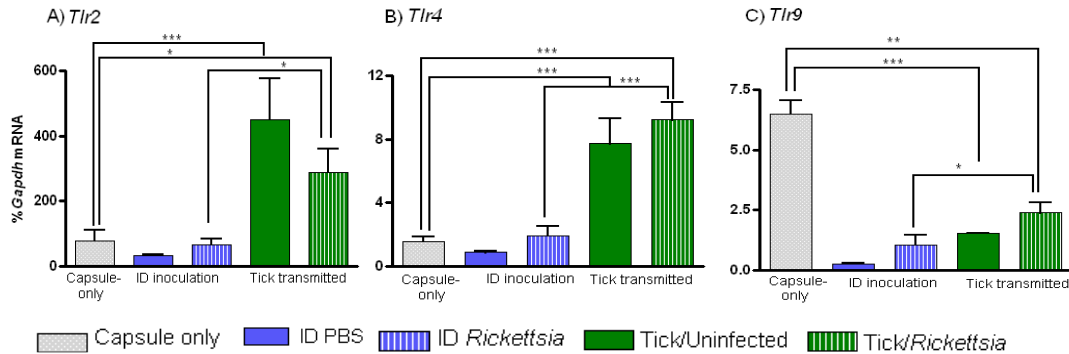 A) Tlr2
B) Tlr4
C) Tlr9
***
*
*
***
***
***
**
***
*
% Gapdh mRNA
600
400
200
0
12
8
4
0
7.5
5.0
2.5
0.0
Capsule-only
ID inoculation
Tick transmitted
Capsule-only
ID inoculation
Tick transmitted
Capsule-only
ID inoculation
Tick transmitted
Capsule only
ID PBS
ID Rickettsia
Tick/Uninfected
Tick/Rickettsia